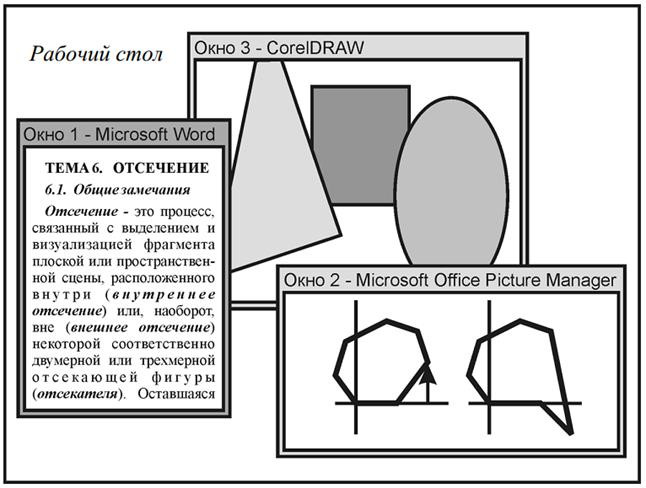 Рабочий стол
Окно 3 - CorelDRAW
Окно 1 - Microsoft Word
ТЕМА 6. ОТСЕЧЕНИЕ
6.1. Общие замечания
Отсечение - это процесс,
связанный с выделением и
визуализацией фрагмента
плоской или пространствен-
ной сцены, расположенного
внутри (внутреннее
отсечение) или, наоборот,
вне (внешнее отсечение)
некоторой соответственно
двумерной или трехмерной
отсекающей фигуры
(отсекателя). Оставшаяся
Окно 2 - Microsoft Office Picture Manager